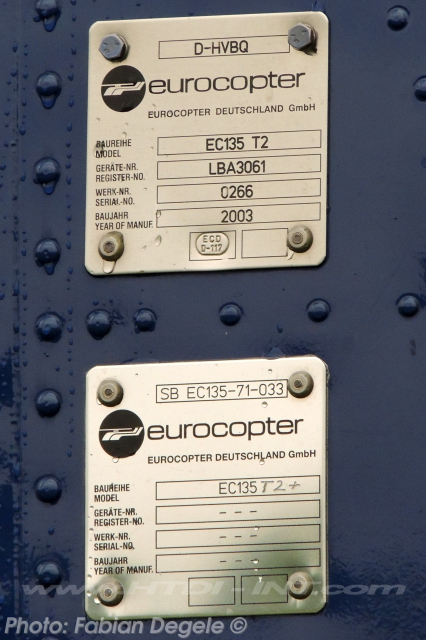 D-HVBQ
eurocopter
EUROCOPTER DEUTSCHLAND GmbH
BAUREIHE
MODEL
EC135 T2
GERÄTE-NR.
REGISTER-NO.
LBA3061
WERK-NR.
SERIAL-NO.
0266
BAUJAHR
YEAR OF MANUF.
2003
ECD
D-117
SB EC135-71-033
eurocopter
EUROCOPTER DEUTSCHLAND GmbH
BAUREIHE
MODEL
EC135 T2+
GERÄTE-NR.
REGISTER-NO.
---
WERK-NR.
SERIAL-NO.
---
BAUJAHR
YEAR OF MANUF.
---
Photo: Fabian Degele ©